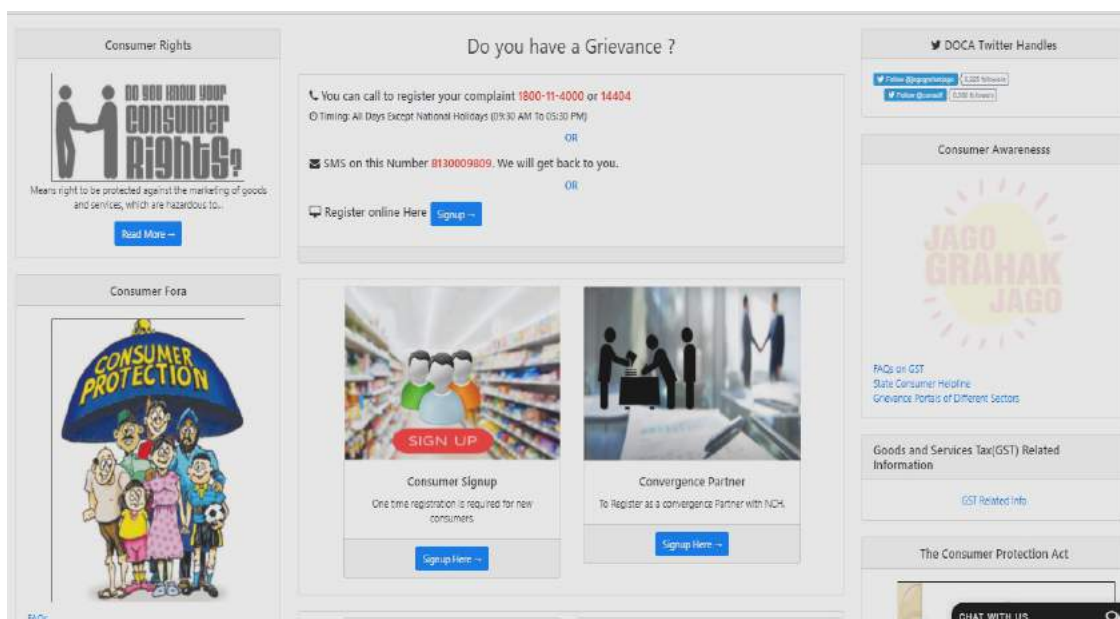 Consumer Rights
DO YOU KNOW YOUR
CONSUMER
RIGHTS?
Means right to be protected against the marketing of goods
and services, which are hazardous to...
Read More →
Consumer Fora
CONSUMER
PROTECTION
FAQs
Do you have a Grievance ?
You can call to register your complaint 1800-11-4000 or 14404
Timing: All Days Except National Holidays (09:30 AM To 05:30 PM)
OR
SMS on this Number 8130009809. We will get back to you.
OR
Register online Here Signup →
SIGN UP
Consumer Signup
One time registration is required for new
consumers
Signup Here →
Convergence Partner
To Register as a convergence Partner with NCH.
Signup Here →
DOCA Twitter Handles
Follow @jagograhakjago
Consumer Awarenesss
JAGO
GRAHAK
JAGO
FAQs on GST
State Consumer Helpline
Grievance Portals of Different Sectors
Goods and Services Tax(GST) Related
Information
GST Related Info
The Consumer Protection Act
CHAT WITH US